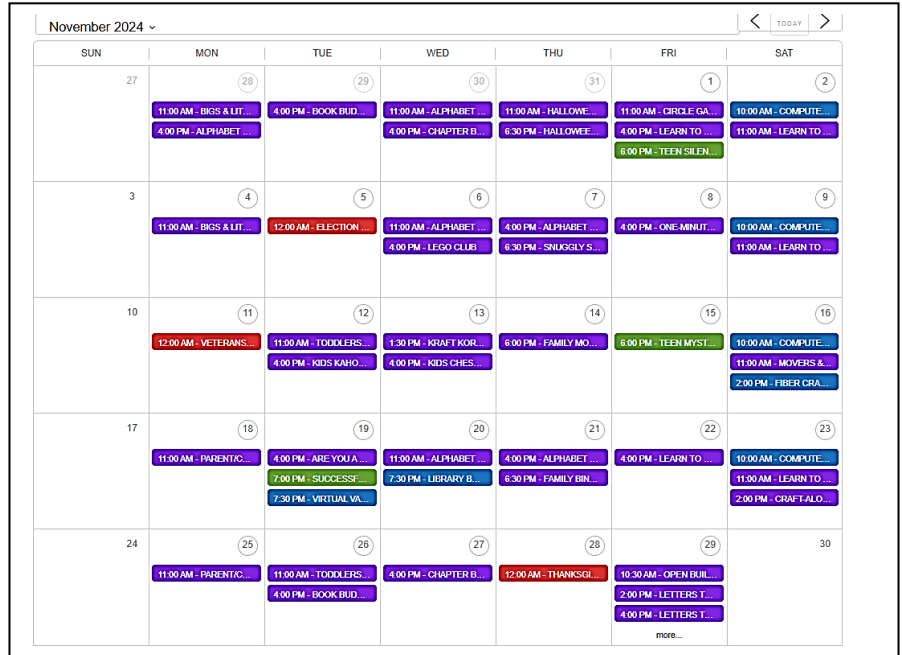 November 2024
TODAY
SUN MON TUE WED THU FRI SAT
27 28 29 30 31 1 2
11:00 AM - BIGS & LIT... 4:00 PM - BOOK BUD... 11:00 AM - ALPHABET ... 11:00 AM - HALLOWE... 11:00 AM - CIRCLE GA... 10:00 AM - COMPUTE...
4:00 PM - ALPHABET ... 4:00 PM - CHAPTER B... 6:30 PM - HALLOWEE... 4:00 PM - LEARN TO ... 11:00 AM - LEARN TO ...
6:00 PM - TEEN SILEN...
3 4 5 6 7 8 9
11:00 AM - BIGS & LIT... 12:00 AM - ELECTION ... 11:00 AM - ALPHABET ... 4:00 PM - ALPHABET ... 4:00 PM - ONE-MINUT... 10:00 AM - COMPUTE...
4:00 PM - LEGO CLUB 6:30 PM - SNUGGLY S... 11:00 AM - LEARN TO ...
10 11 12 13 14 15 16
12:00 AM - VETERANS... 11:00 AM - TODDLERS... 1:30 PM - KRAFT KOR... 6:00 PM - FAMILY MO... 6:00 PM - TEEN MYST... 10:00 AM - COMPUTE...
4:00 PM - KIDS KAHO... 4:00 PM - KIDS CHES... 11:00 AM - MOVERS &...
2:00 PM - FIBER CRA...
17 18 19 20 21 22 23
11:00 AM - PARENT/C... 4:00 PM - ARE YOU A ... 11:00 AM - ALPHABET ... 4:00 PM - ALPHABET ... 4:00 PM - LEARN TO ... 10:00 AM - COMPUTE...
7:00 PM - SUCCESSF... 7:30 PM - LIBRARY B... 6:30 PM - FAMILY BIN... 11:00 AM - LEARN TO ...
7:30 PM - VIRTUAL VA... 2:00 PM - CRAFT-ALO...
24 25 26 27 28 29 30
11:00 AM - PARENT/C... 11:00 AM - TODDLERS... 4:00 PM - CHAPTER B... 12:00 AM - THANKSGI... 10:30 AM - OPEN BUIL...
4:00 PM - BOOK BUD... 2:00 PM - LETTERS T...
4:00 PM - LETTERS T...
more...